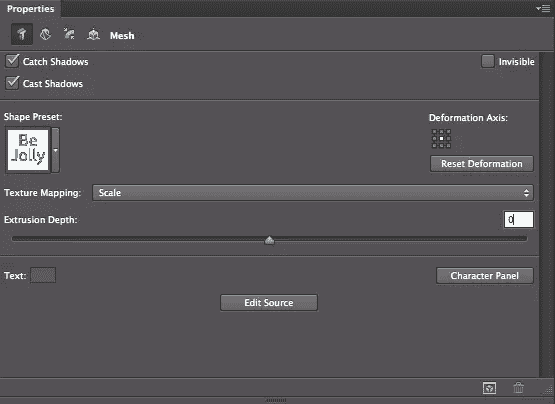 Properties
Mesh
Catch Shadows
Invisible
Cast Shadows
Shape Preset:
Deformation Axis:
Be
Jolly
Reset Deformation
Texture Mapping:
Scale
Extrusion Depth:
0
Text:
Character Panel
Edit Source